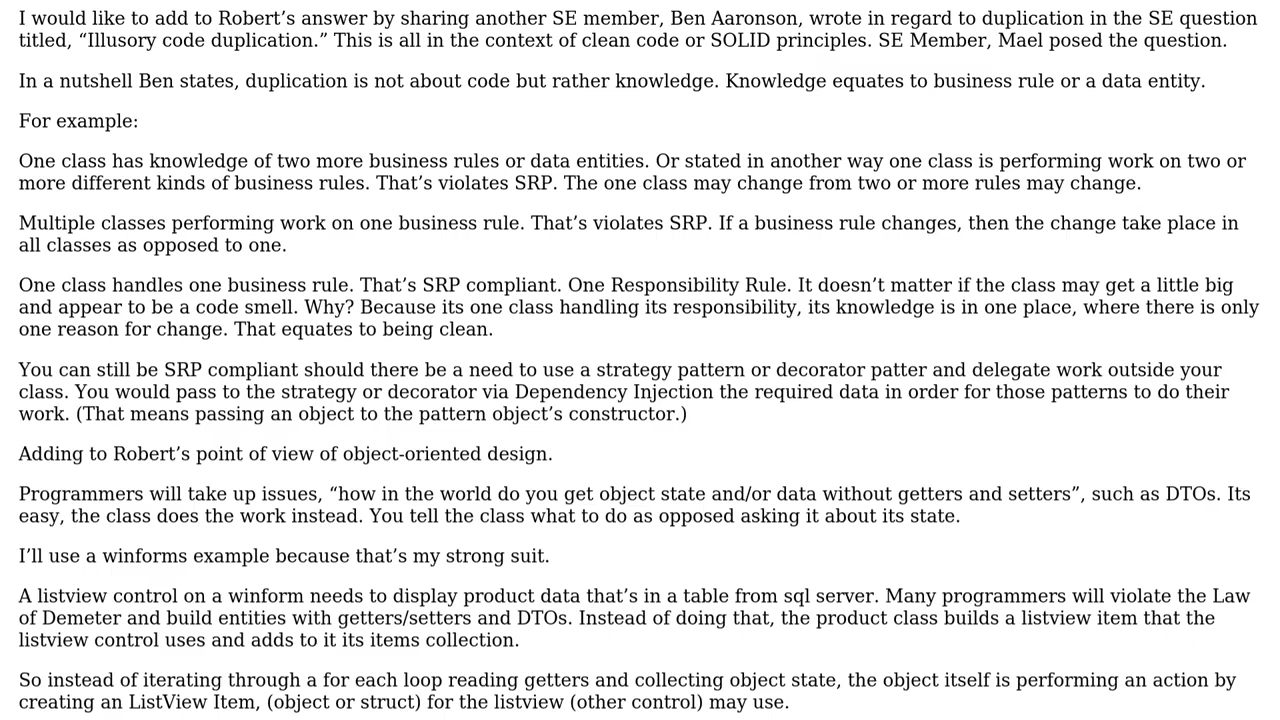 I would like to add to Robert’s answer by sharing another SE member, Ben Aaronson, wrote in regard to duplication in the SE question
titled, “Illusory code duplication.” This is all in the context of clean code or SOLID principles. SE Member, Mael posed the question.
In a nutshell Ben states, duplication is not about code but rather knowledge. Knowledge equates to business rule or a data entity.
For example:
One class has knowledge of two more business rules or data entities. Or stated in another way one class is performing work on two or
more different kinds of business rules. That’s violates SRP. The one class may change from two or more rules may change.
Multiple classes performing work on one business rule. That’s violates SRP. If a business rule changes, then the change take place in
all classes as opposed to one.
One class handles one business rule. That’s SRP compliant. One Responsibility Rule. It doesn’t matter if the class may get a little big
and appear to be a code smell. Why? Because its one class handling its responsibility, its knowledge is in one place, where there is only
one reason for change. That equates to being clean.
You can still be SRP compliant should there be a need to use a strategy pattern or decorator patter and delegate work outside your
class. You would pass to the strategy or decorator via Dependency Injection the required data in order for those patterns to do their
work. (That means passing an object to the pattern object’s constructor.)
Adding to Robert’s point of view of object-oriented design.
Programmers will take up issues, “how in the world do you get object state and/or data without getters and setters”, such as DTOs. Its
easy, the class does the work instead. You tell the class what to do as opposed asking it about its state.
I’ll use a winforms example because that’s my strong suit.
A listview control on a winform needs to display product data that’s in a table from sql server. Many programmers will violate the Law
of Demeter and build entities with getters/setters and DTOs. Instead of doing that, the product class builds a listview item that the
listview control uses and adds to it its items collection.
So instead of iterating through a for each loop reading getters and collecting object state, the object itself is performing an action by
creating an ListView Item, (object or struct) for the listview (other control) may use.